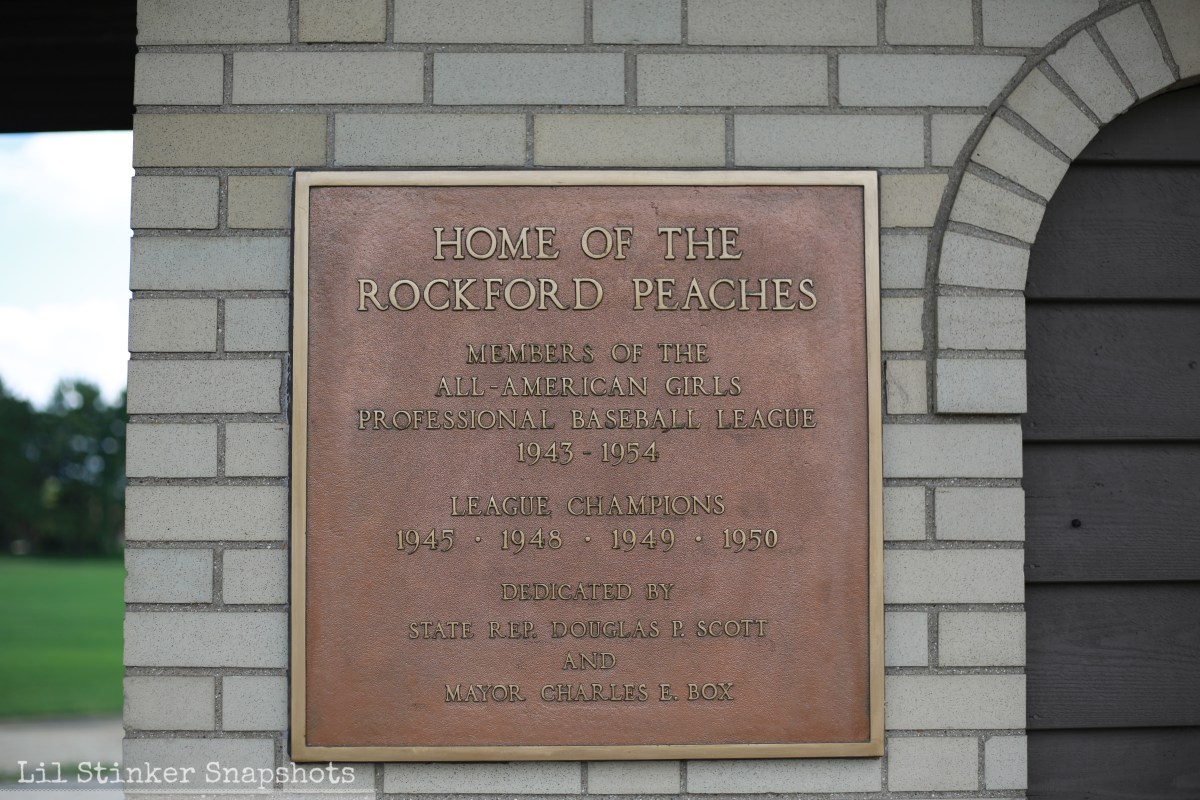 HOME OF THE
ROCKFORD PEACHES
MEMBERS OF THE
ALL-AMERICAN GIRLS
PROFESSIONAL BASEBALL LEAGUE
1943 - 1954
LEAGUE CHAMPIONS
1945 · 1948 · 1949 · 1950
DEDICATED BY
STATE REP. DOUGLAS P. SCOTT
AND
MAYOR CHARLES E. BOX
Lil Stinker Snapshots